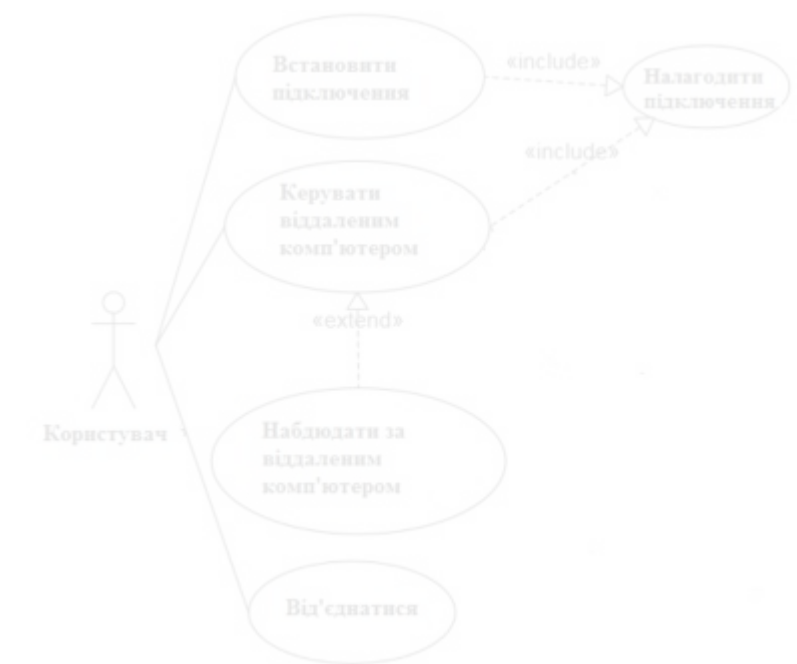 Встановити
підключення
«include»
Налагодити
підключення
«include»
Керувати
віддаленим
комп'ютером
«extend»
Користувач
Набдюдати за
віддаленим
комп'ютером
Від'єднатися